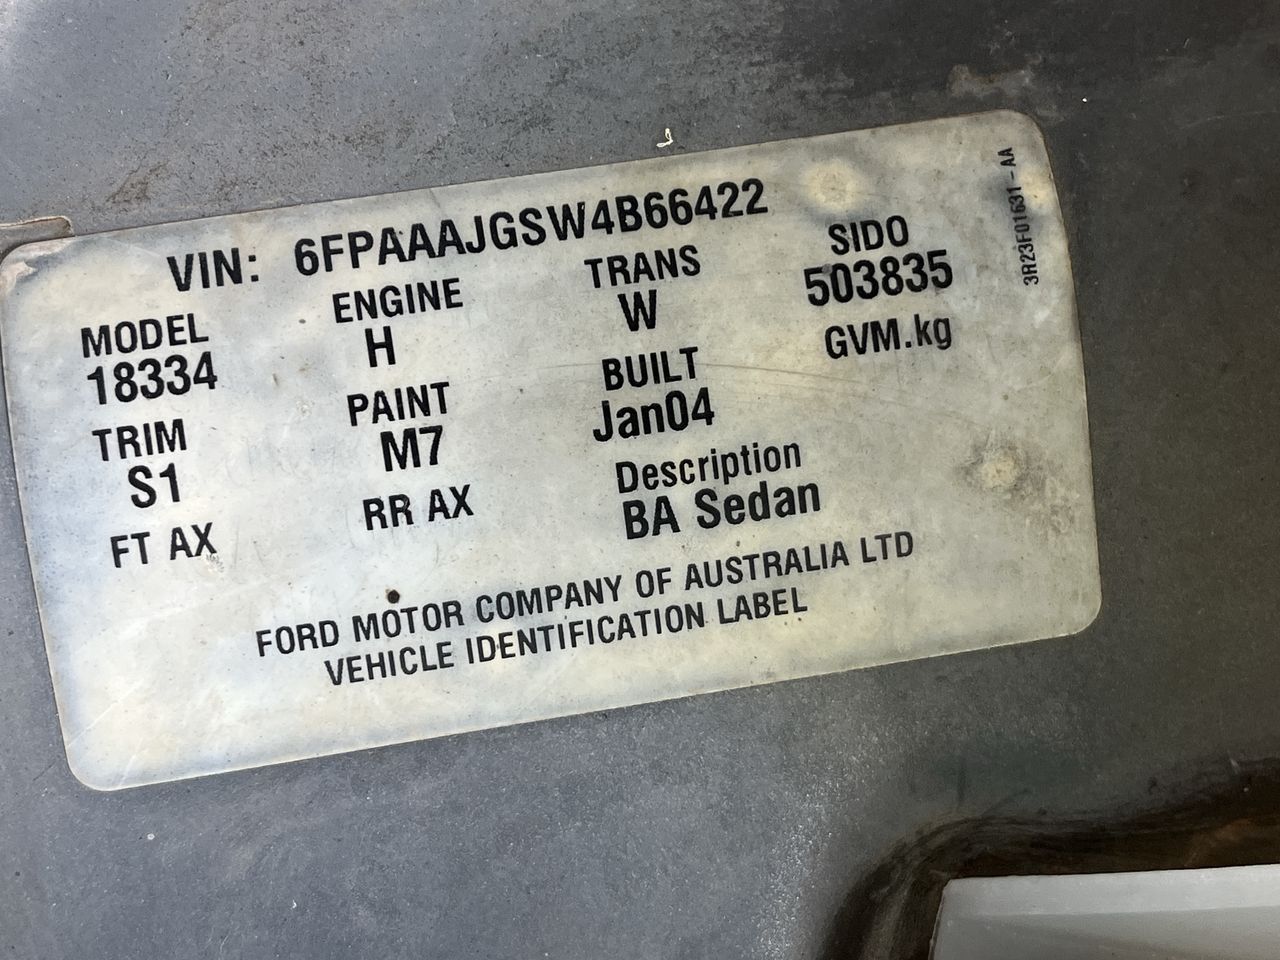 VIN: 6FPAAAJGSW4B66422
MODEL ENGINE TRANS SIDO
18334 H W 503835
TRIM PAINT BUILT GVM.kg
S1 M7 Jan04
FT AX RR AX Description
BA Sedan
FORD MOTOR COMPANY OF AUSTRALIA LTD
VEHICLE IDENTIFICATION LABEL
3R23F01631-AA